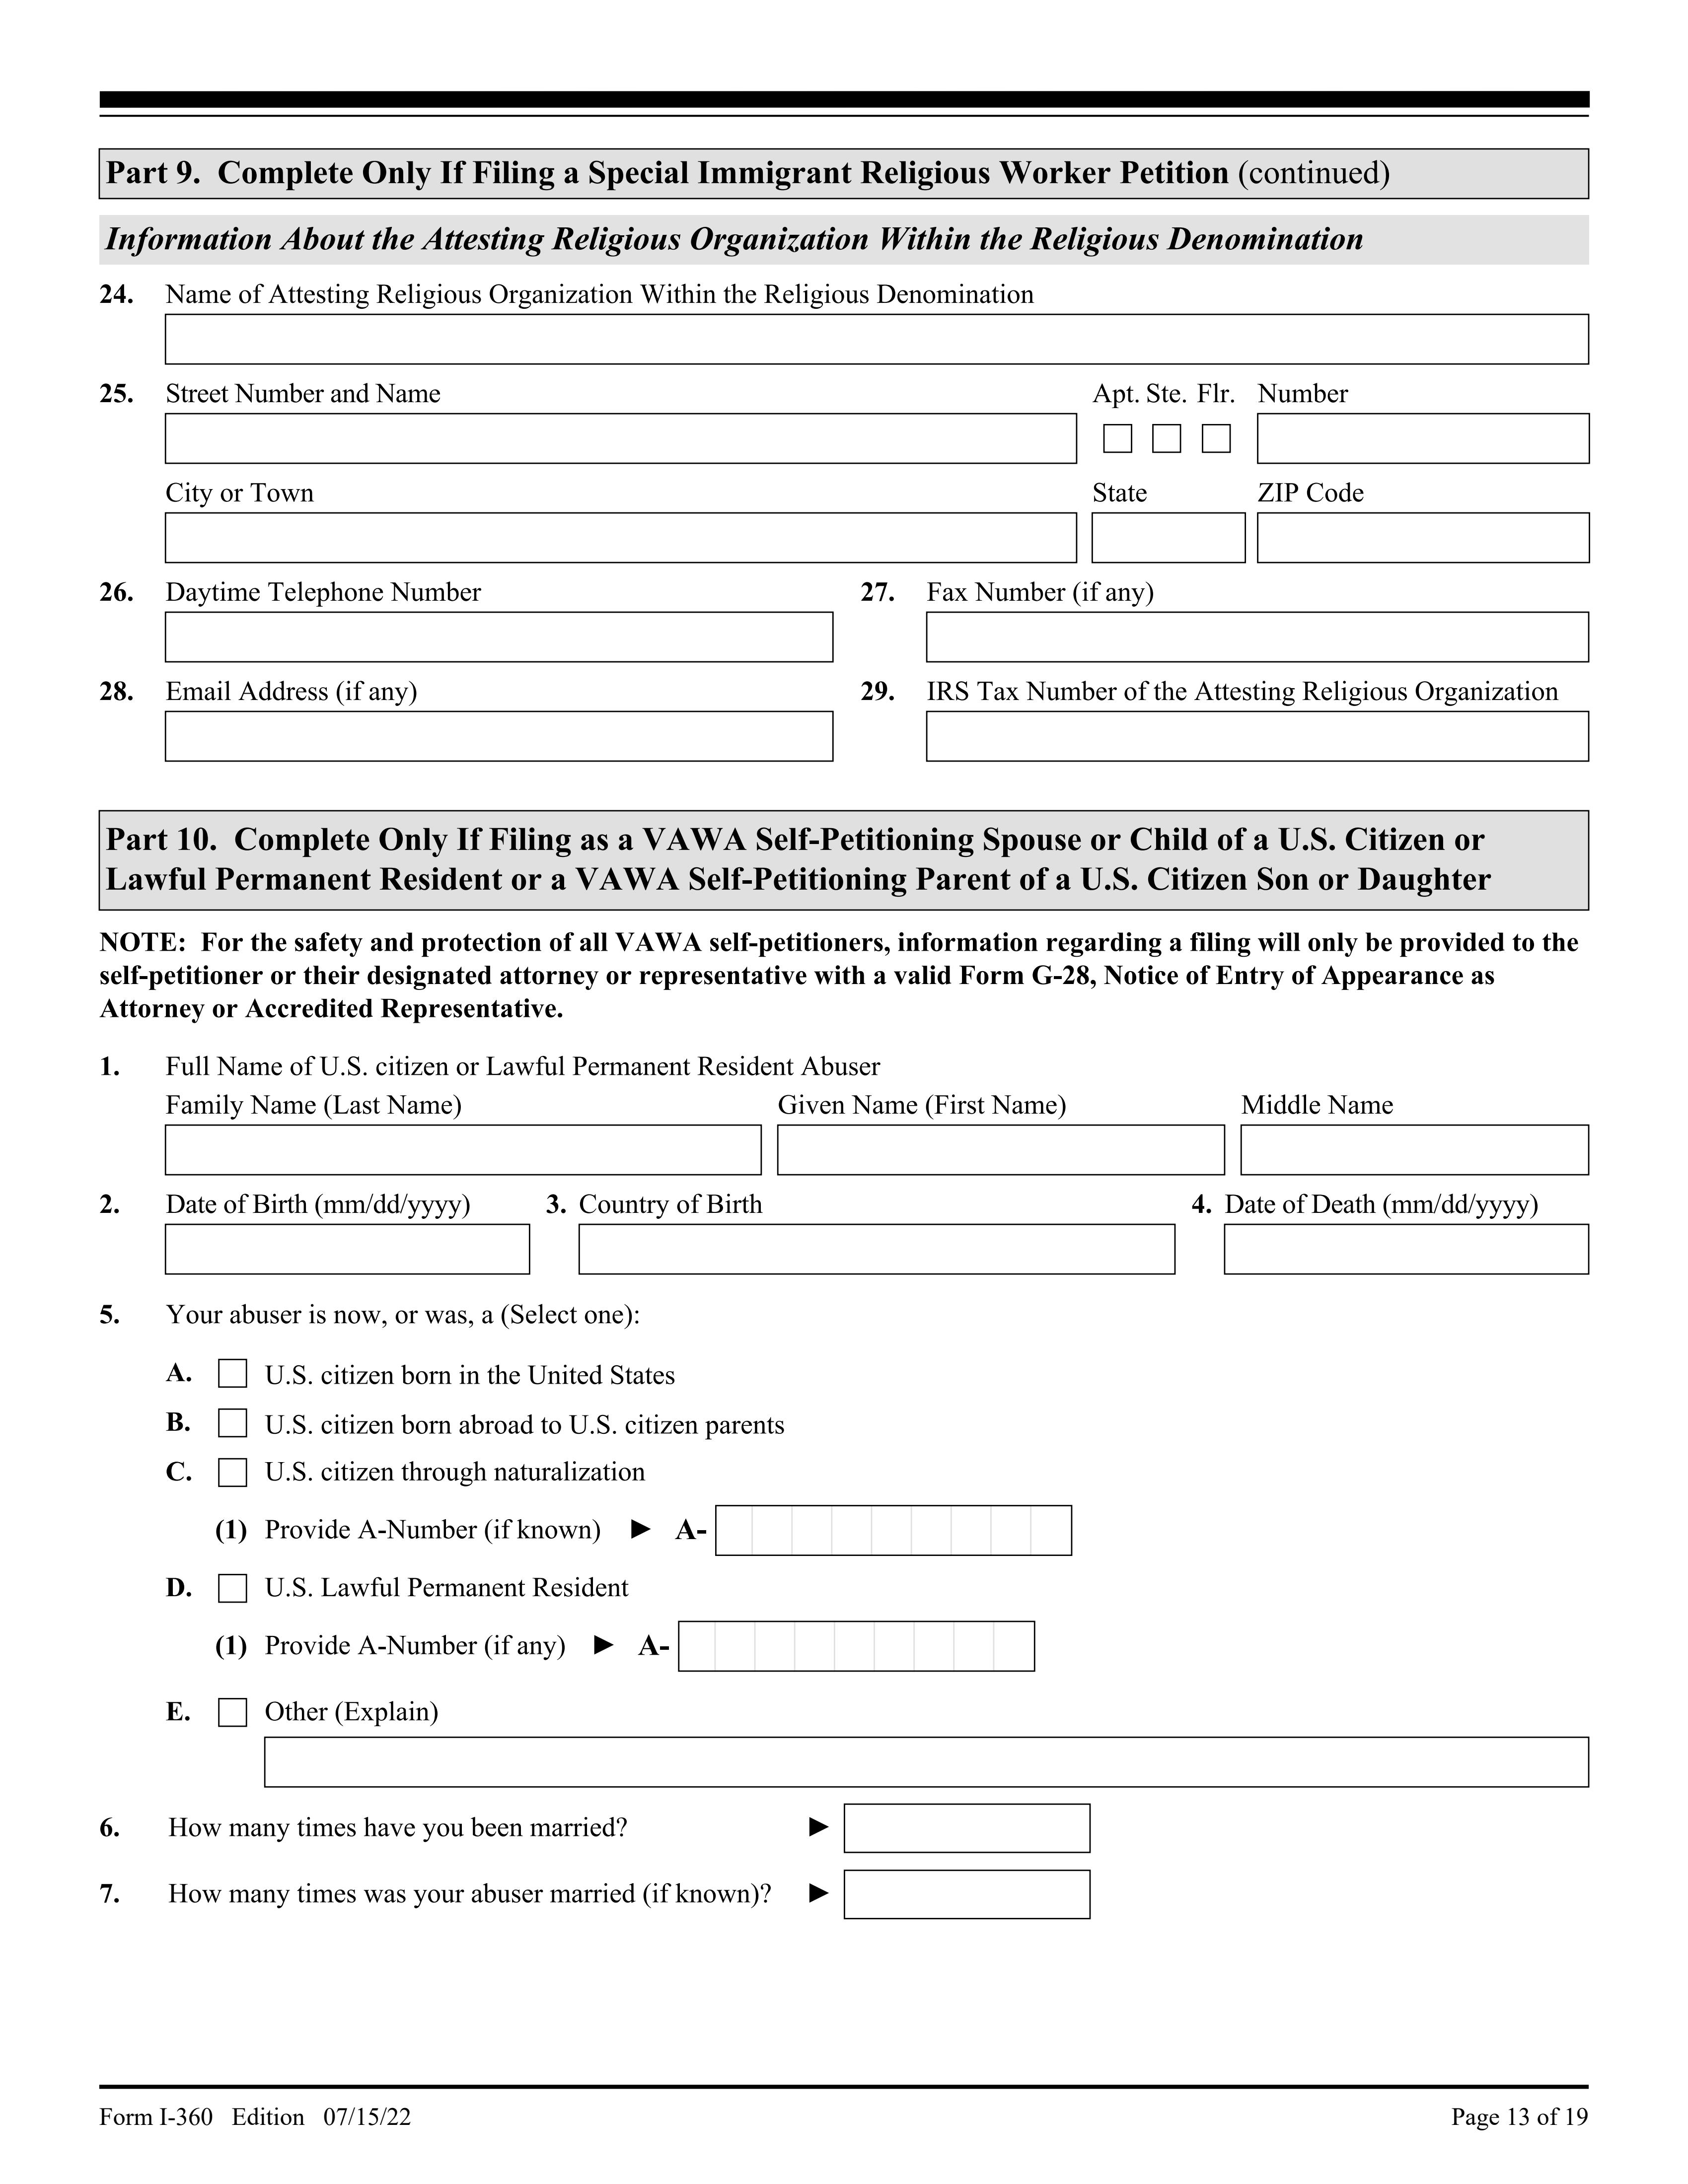 Part 9. Complete Only If Filing a Special Immigrant Religious Worker Petition (continued)
Information About the Attesting Religious Organization Within the Religious Denomination
24. Name of Attesting Religious Organization Within the Religious Denomination
25. Street Number and Name Apt. Ste. Flr. Number
City or Town State ZIP Code
26. Daytime Telephone Number 27. Fax Number (if any)
28. Email Address (if any) 29. IRS Tax Number of the Attesting Religious Organization
Part 10. Complete Only If Filing as a VAWA Self-Petitioning Spouse or Child of a U.S. Citizen or
Lawful Permanent Resident or a VAWA Self-Petitioning Parent of a U.S. Citizen Son or Daughter
NOTE: For the safety and protection of all VAWA self-petitioners, information regarding a filing will only be provided to the
self-petitioner or their designated attorney or representative with a valid Form G-28, Notice of Entry of Appearance as
Attorney or Accredited Representative.
1. Full Name of U.S. citizen or Lawful Permanent Resident Abuser
Family Name (Last Name) Given Name (First Name) Middle Name
2. Date of Birth (mm/dd/yyyy) 3. Country of Birth 4. Date of Death (mm/dd/yyyy)
5. Your abuser is now, or was, a (Select one):
A. U.S. citizen born in the United States
B. U.S. citizen born abroad to U.S. citizen parents
C. U.S. citizen through naturalization
(1) Provide A-Number (if known) ► A-
D. U.S. Lawful Permanent Resident
(1) Provide A-Number (if any) ► A-
E. Other (Explain)
6. How many times have you been married? ►
7. How many times was your abuser married (if known)? ►
Form I-360 Edition 07/15/22 Page 13 of 19